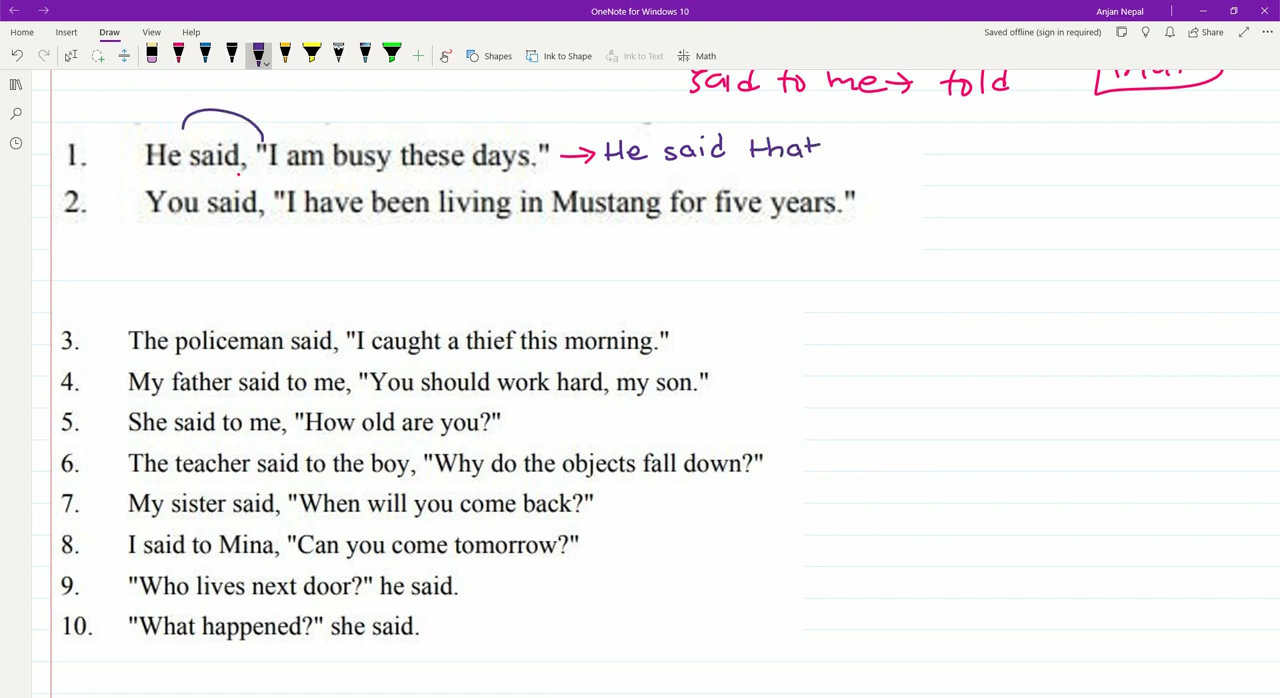 OneNote for Windows 10
Anjan Nepal
Home Insert Draw View Help
Saved offline (sign in required) Share
Shapes Ink to Shape Ink to Text Math
said to me → told
1. He said, "I am busy these days." → He said that
2. You said, "I have been living in Mustang for five years."
3. The policeman said, "I caught a thief this morning."
4. My father said to me, "You should work hard, my son."
5. She said to me, "How old are you?"
6. The teacher said to the boy, "Why do the objects fall down?"
7. My sister said, "When will you come back?"
8. I said to Mina, "Can you come tomorrow?"
9. "Who lives next door?" he said.
10. "What happened?" she said.